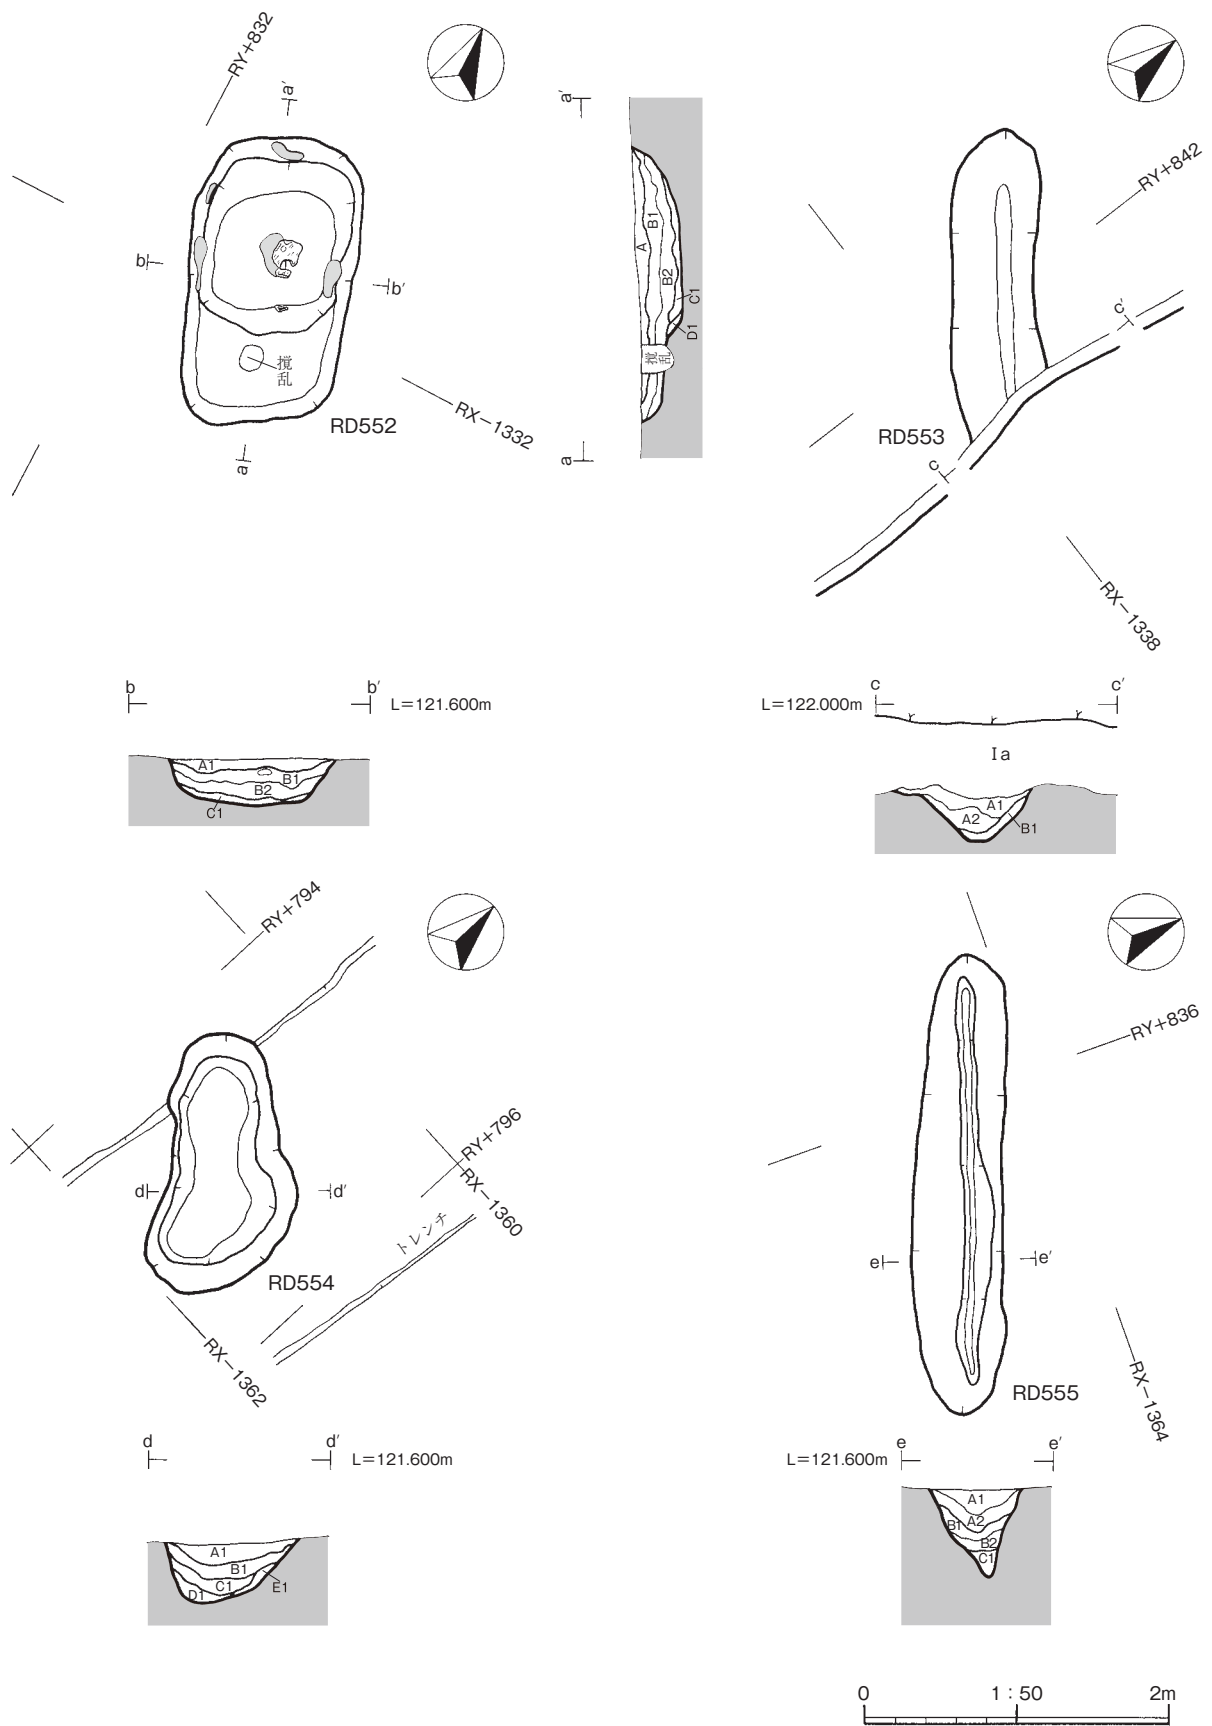 RY+832
a′
b
b′
撹乱
RX−1332
RD552
a
a′
A
B1
B2
C1
D1
撹乱
a
RY+842
c′
RD553
c
RX−1338
b
b′
L=121.600m
A1
B1
B2
C1
L=122.000m
c
c′
Ia
A1
A2
B1
RY+794
RY+796
RX−1360
d
d′
トレンチ
RD554
RX−1362
RY+836
e
e′
RD555
RX−1364
d
d′
L=121.600m
A1
B1
C1
D1
E1
L=121.600m
e
e′
A1
A2
B1
B2
C1
0
1:50
2m